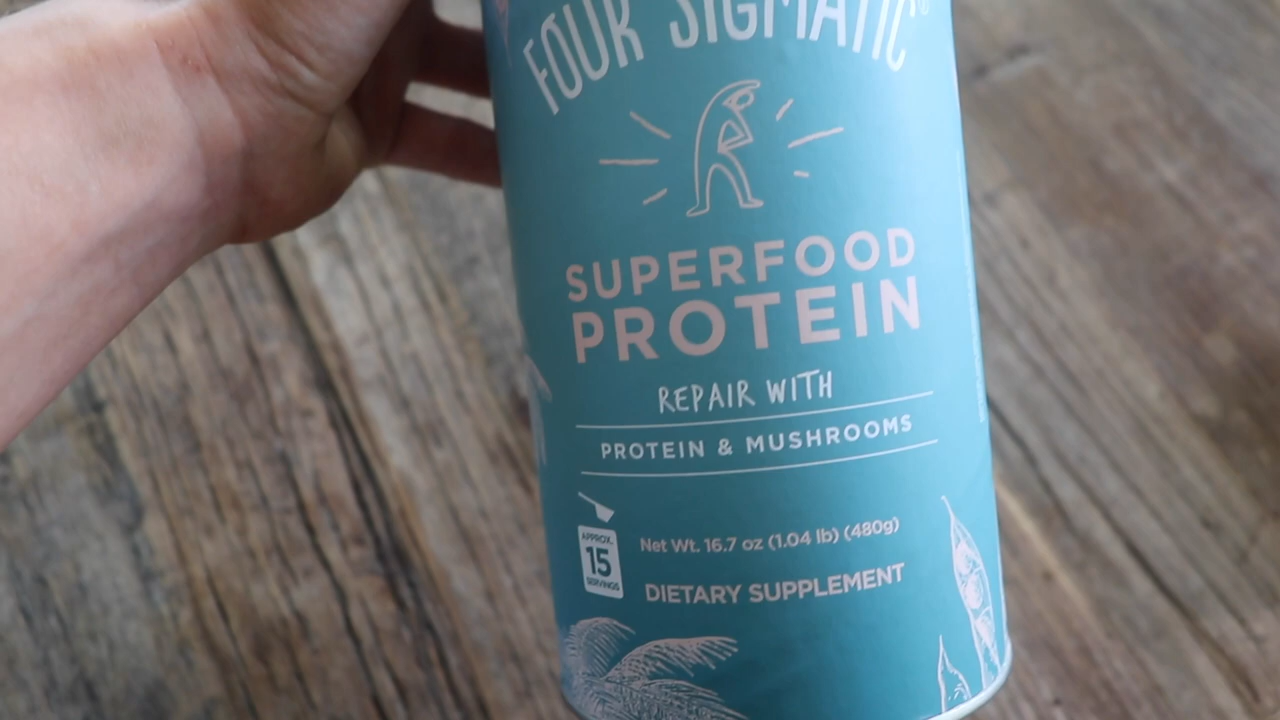 FOUR SIGMATIC®
SUPERFOOD
PROTEIN
REPAIR WITH
PROTEIN & MUSHROOMS
APPROX.
15
SERVINGS
Net Wt. 16.7 oz (1.04 lb) (480g)
DIETARY SUPPLEMENT